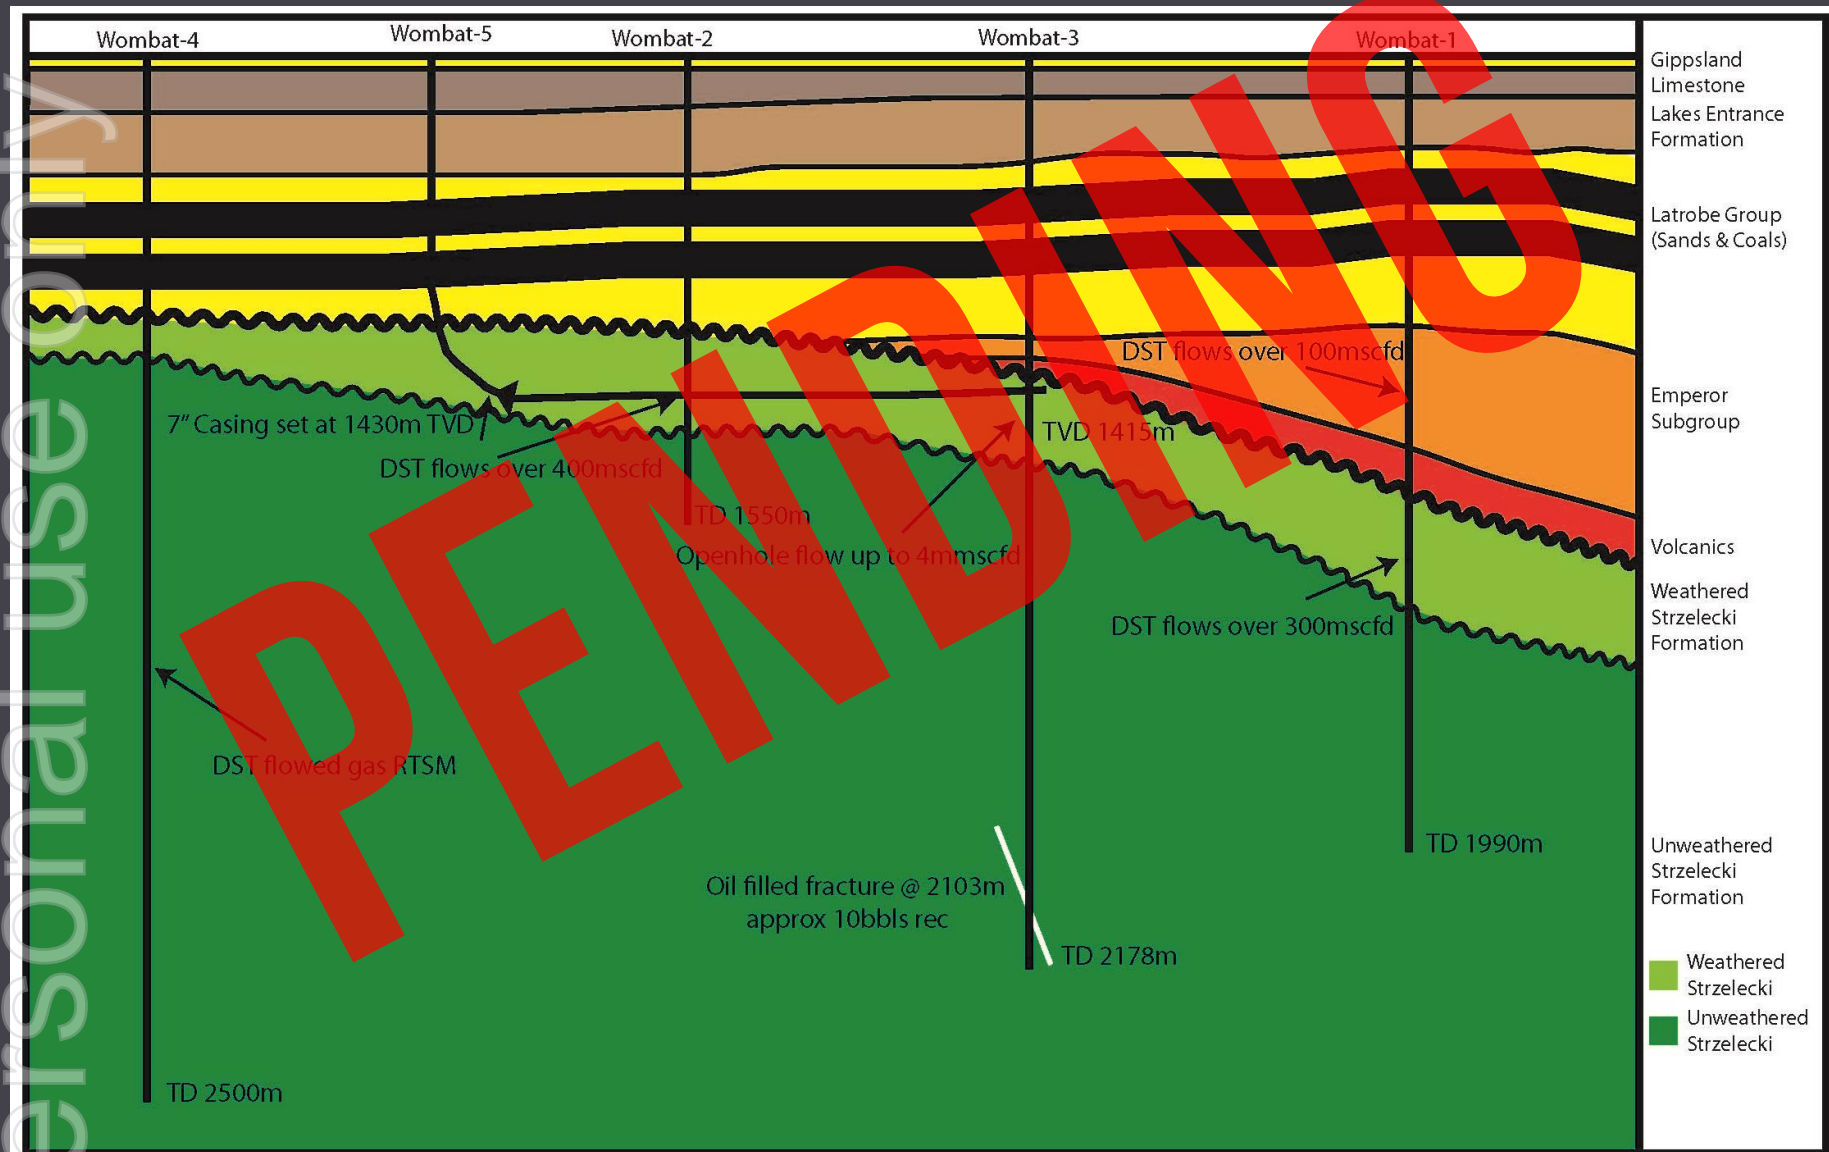 Wombat-4
Wombat-5
Wombat-2
Wombat-3
Wombat-1
Gippsland
Limestone
Lakes Entrance
Formation
Latrobe Group
(Sands & Coals)
Emperor
Subgroup
Volcanics
Weathered
Strzelecki
Formation
Unweathered
Strzelecki
Formation
Weathered
Strzelecki
Unweathered
Strzelecki
DST flows over 100mscfd
7” Casing set at 1430m TVD
TVD 1415m
DST flows over 400mscfd
TD 1550m
Openhole flow up to 4mmscfd
DST flows over 300mscfd
DST flowed gas RTSM
TD 1990m
Oil filled fracture @ 2103m
approx 10bbls rec
TD 2178m
TD 2500m
PENDING
ersonal use only